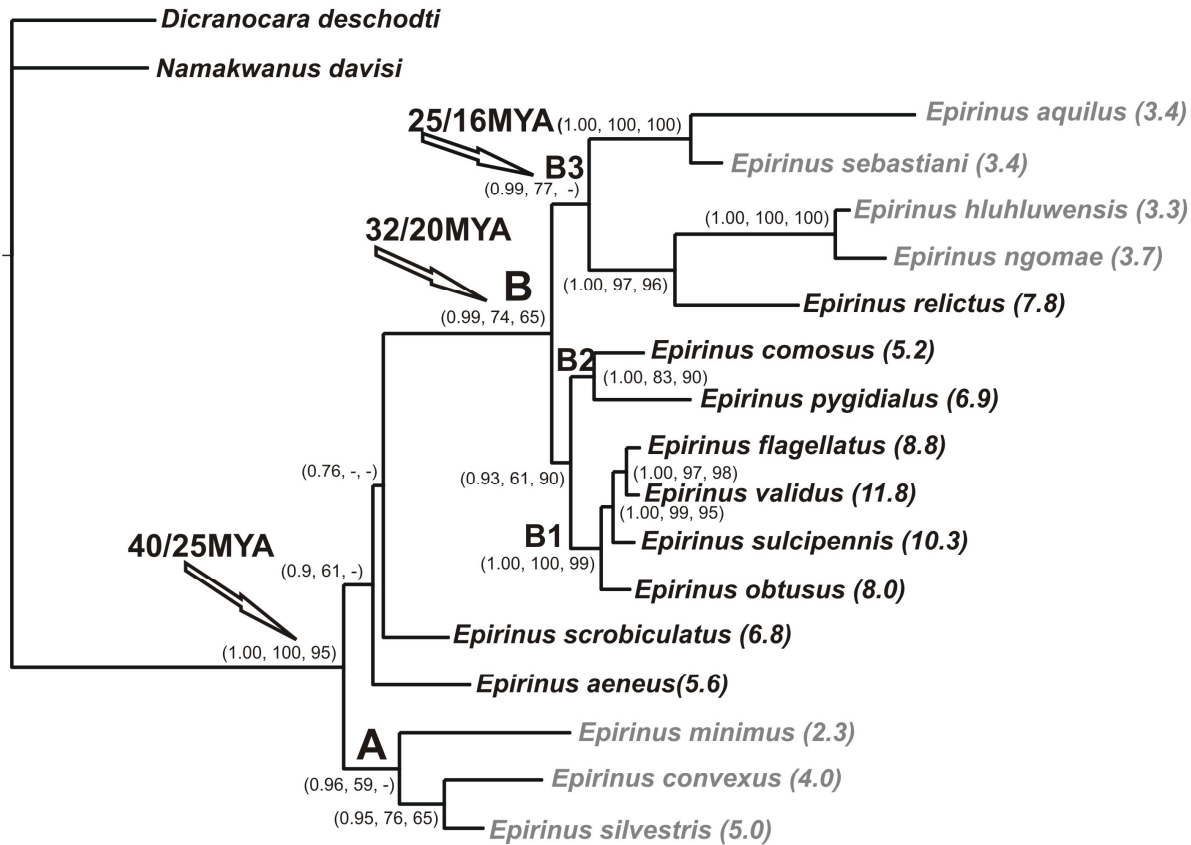 Dicranocara deschodti
Namakwanus davisi
25/16MYA
(1.00, 100, 100)
Epirinus aquilus (3.4)
B3
Epirinus sebastiani (3.4)
(0.99, 77, -)
Epirinus hluhluwensis (3.3)
(1.00, 100, 100)
32/20MYA
Epirinus ngomae (3.7)
B
(1.00, 97, 96)
Epirinus relictus (7.8)
(0.99, 74, 65)
B2
Epirinus comosus (5.2)
(1.00, 83, 90)
Epirinus pygidialus (6.9)
Epirinus flagellatus (8.8)
(0.76, -, -)
(0.93, 61, 90)
(1.00, 97, 98)
Epirinus validus (11.8)
(1.00, 99, 95)
B1
Epirinus sulcipennis (10.3)
40/25MYA
(1.00, 100, 99)
(0.9, 61, -)
Epirinus obtusus (8.0)
Epirinus scrobiculatus (6.8)
(1.00, 100, 95)
Epirinus aeneus(5.6)
A
Epirinus minimus (2.3)
(0.96, 59, -)
Epirinus convexus (4.0)
(0.95, 76, 65)
Epirinus silvestris (5.0)